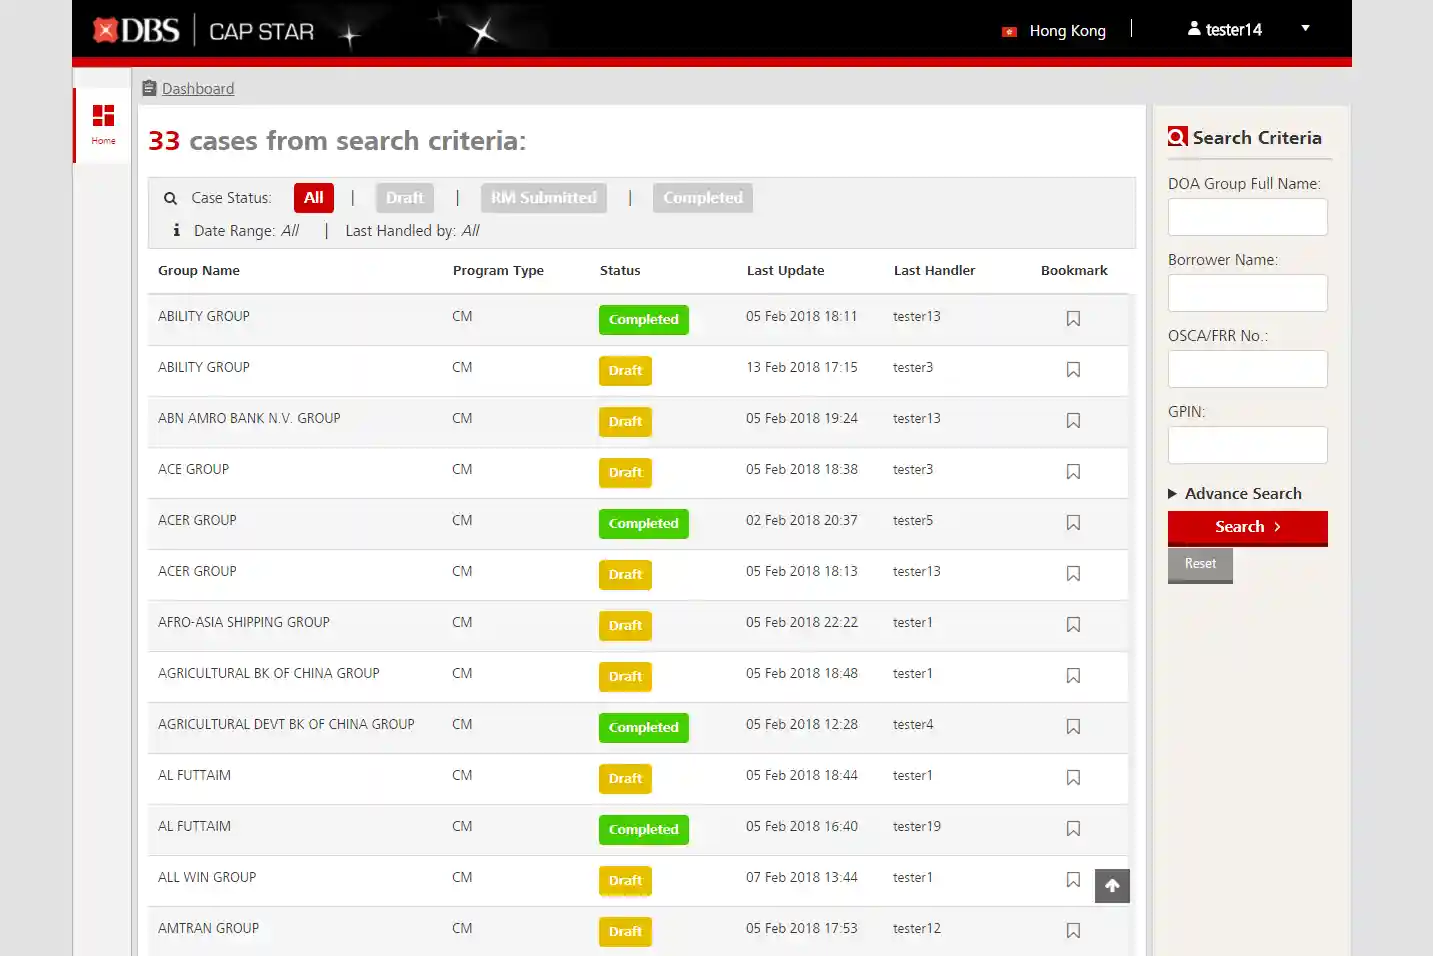 DBS | CAP STAR
Hong Kong
tester14
Dashboard
Home
33 cases from search criteria:
Case Status: All | Draft | RM Submitted | Completed
Date Range: All | Last Handled by: All
Group Name Program Type Status Last Update Last Handler Bookmark
ABILITY GROUP CM Completed 05 Feb 2018 18:11 tester13
ABILITY GROUP CM Draft 13 Feb 2018 17:15 tester3
ABN AMRO BANK N.V. GROUP CM Draft 05 Feb 2018 19:24 tester13
ACE GROUP CM Draft 05 Feb 2018 18:38 tester3
ACER GROUP CM Completed 02 Feb 2018 20:37 tester5
ACER GROUP CM Draft 05 Feb 2018 18:13 tester13
AFRO-ASIA SHIPPING GROUP CM Draft 05 Feb 2018 22:22 tester1
AGRICULTURAL BK OF CHINA GROUP CM Draft 05 Feb 2018 18:48 tester1
AGRICULTURAL DEVT BK OF CHINA GROUP CM Completed 05 Feb 2018 12:28 tester4
AL FUTTAIM CM Draft 05 Feb 2018 18:44 tester1
AL FUTTAIM CM Completed 05 Feb 2018 16:40 tester19
ALL WIN GROUP CM Draft 07 Feb 2018 13:44 tester1
AMTRAN GROUP CM Draft 05 Feb 2018 17:53 tester12
Search Criteria
DOA Group Full Name:
Borrower Name:
OSCA/FRR No.:
GPIN:
Advance Search
Search
Reset